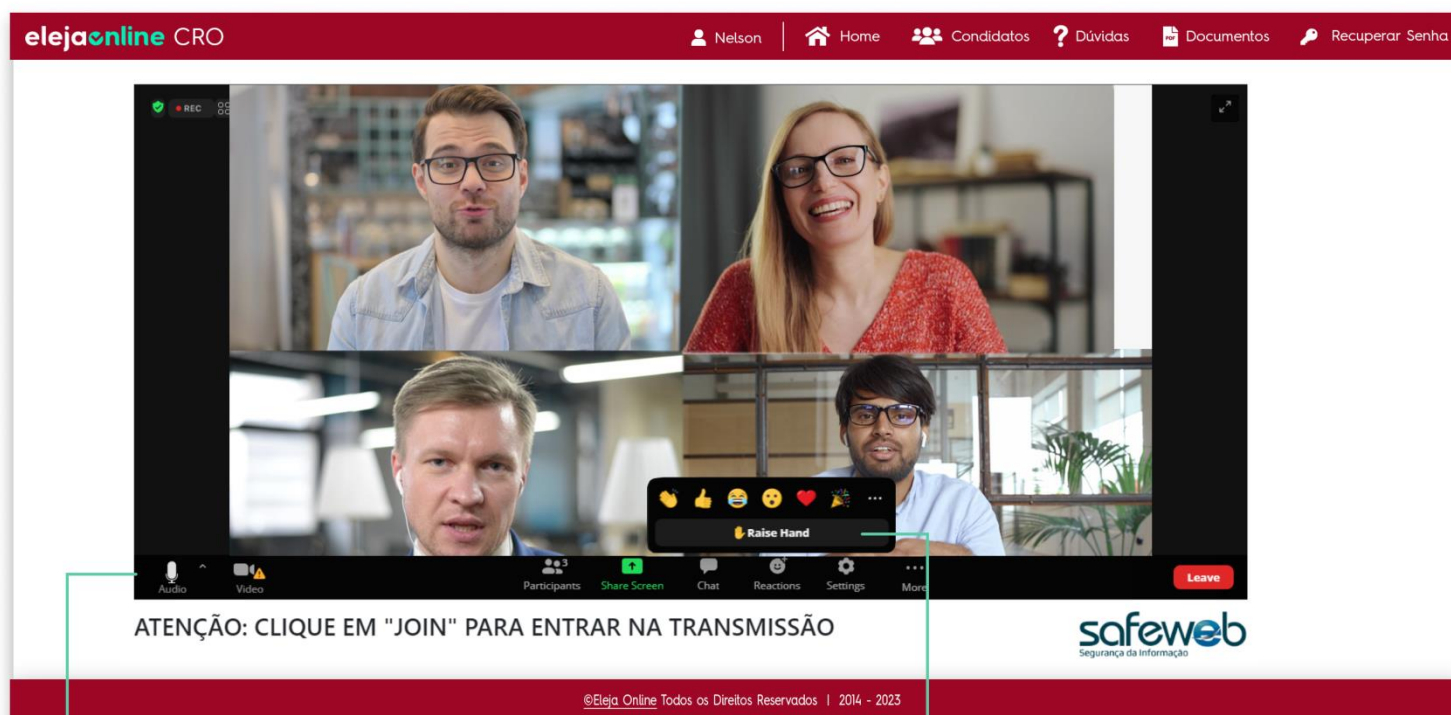 elejaonline CRO
Nelson
Home
Condidatos
Dúvidas
PDF
Documentos
Recuperar Senha
REC
Raise Hand
Audio
Video
3
Participants
Share Screen
Chat
Reactions
Settings
More
Leave
ATENÇÃO: CLIQUE EM "JOIN" PARA ENTRAR NA TRANSMISSÃO
safeweb
Segurança da Informação
©Eleja Online Todos os Direitos Reservados | 2014 - 2023